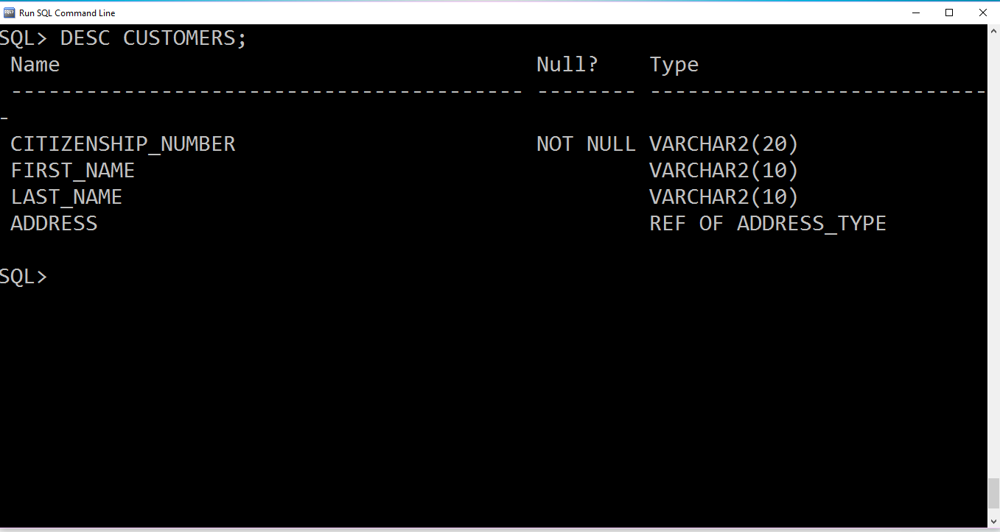 Run SQL Command Line
SQL> DESC CUSTOMERS;
Name Null? Type
----------------------------------------- -------- ---------------------------
-
CITIZENSHIP_NUMBER NOT NULL VARCHAR2(20)
FIRST_NAME VARCHAR2(10)
LAST_NAME VARCHAR2(10)
ADDRESS REF OF ADDRESS_TYPE
SQL>